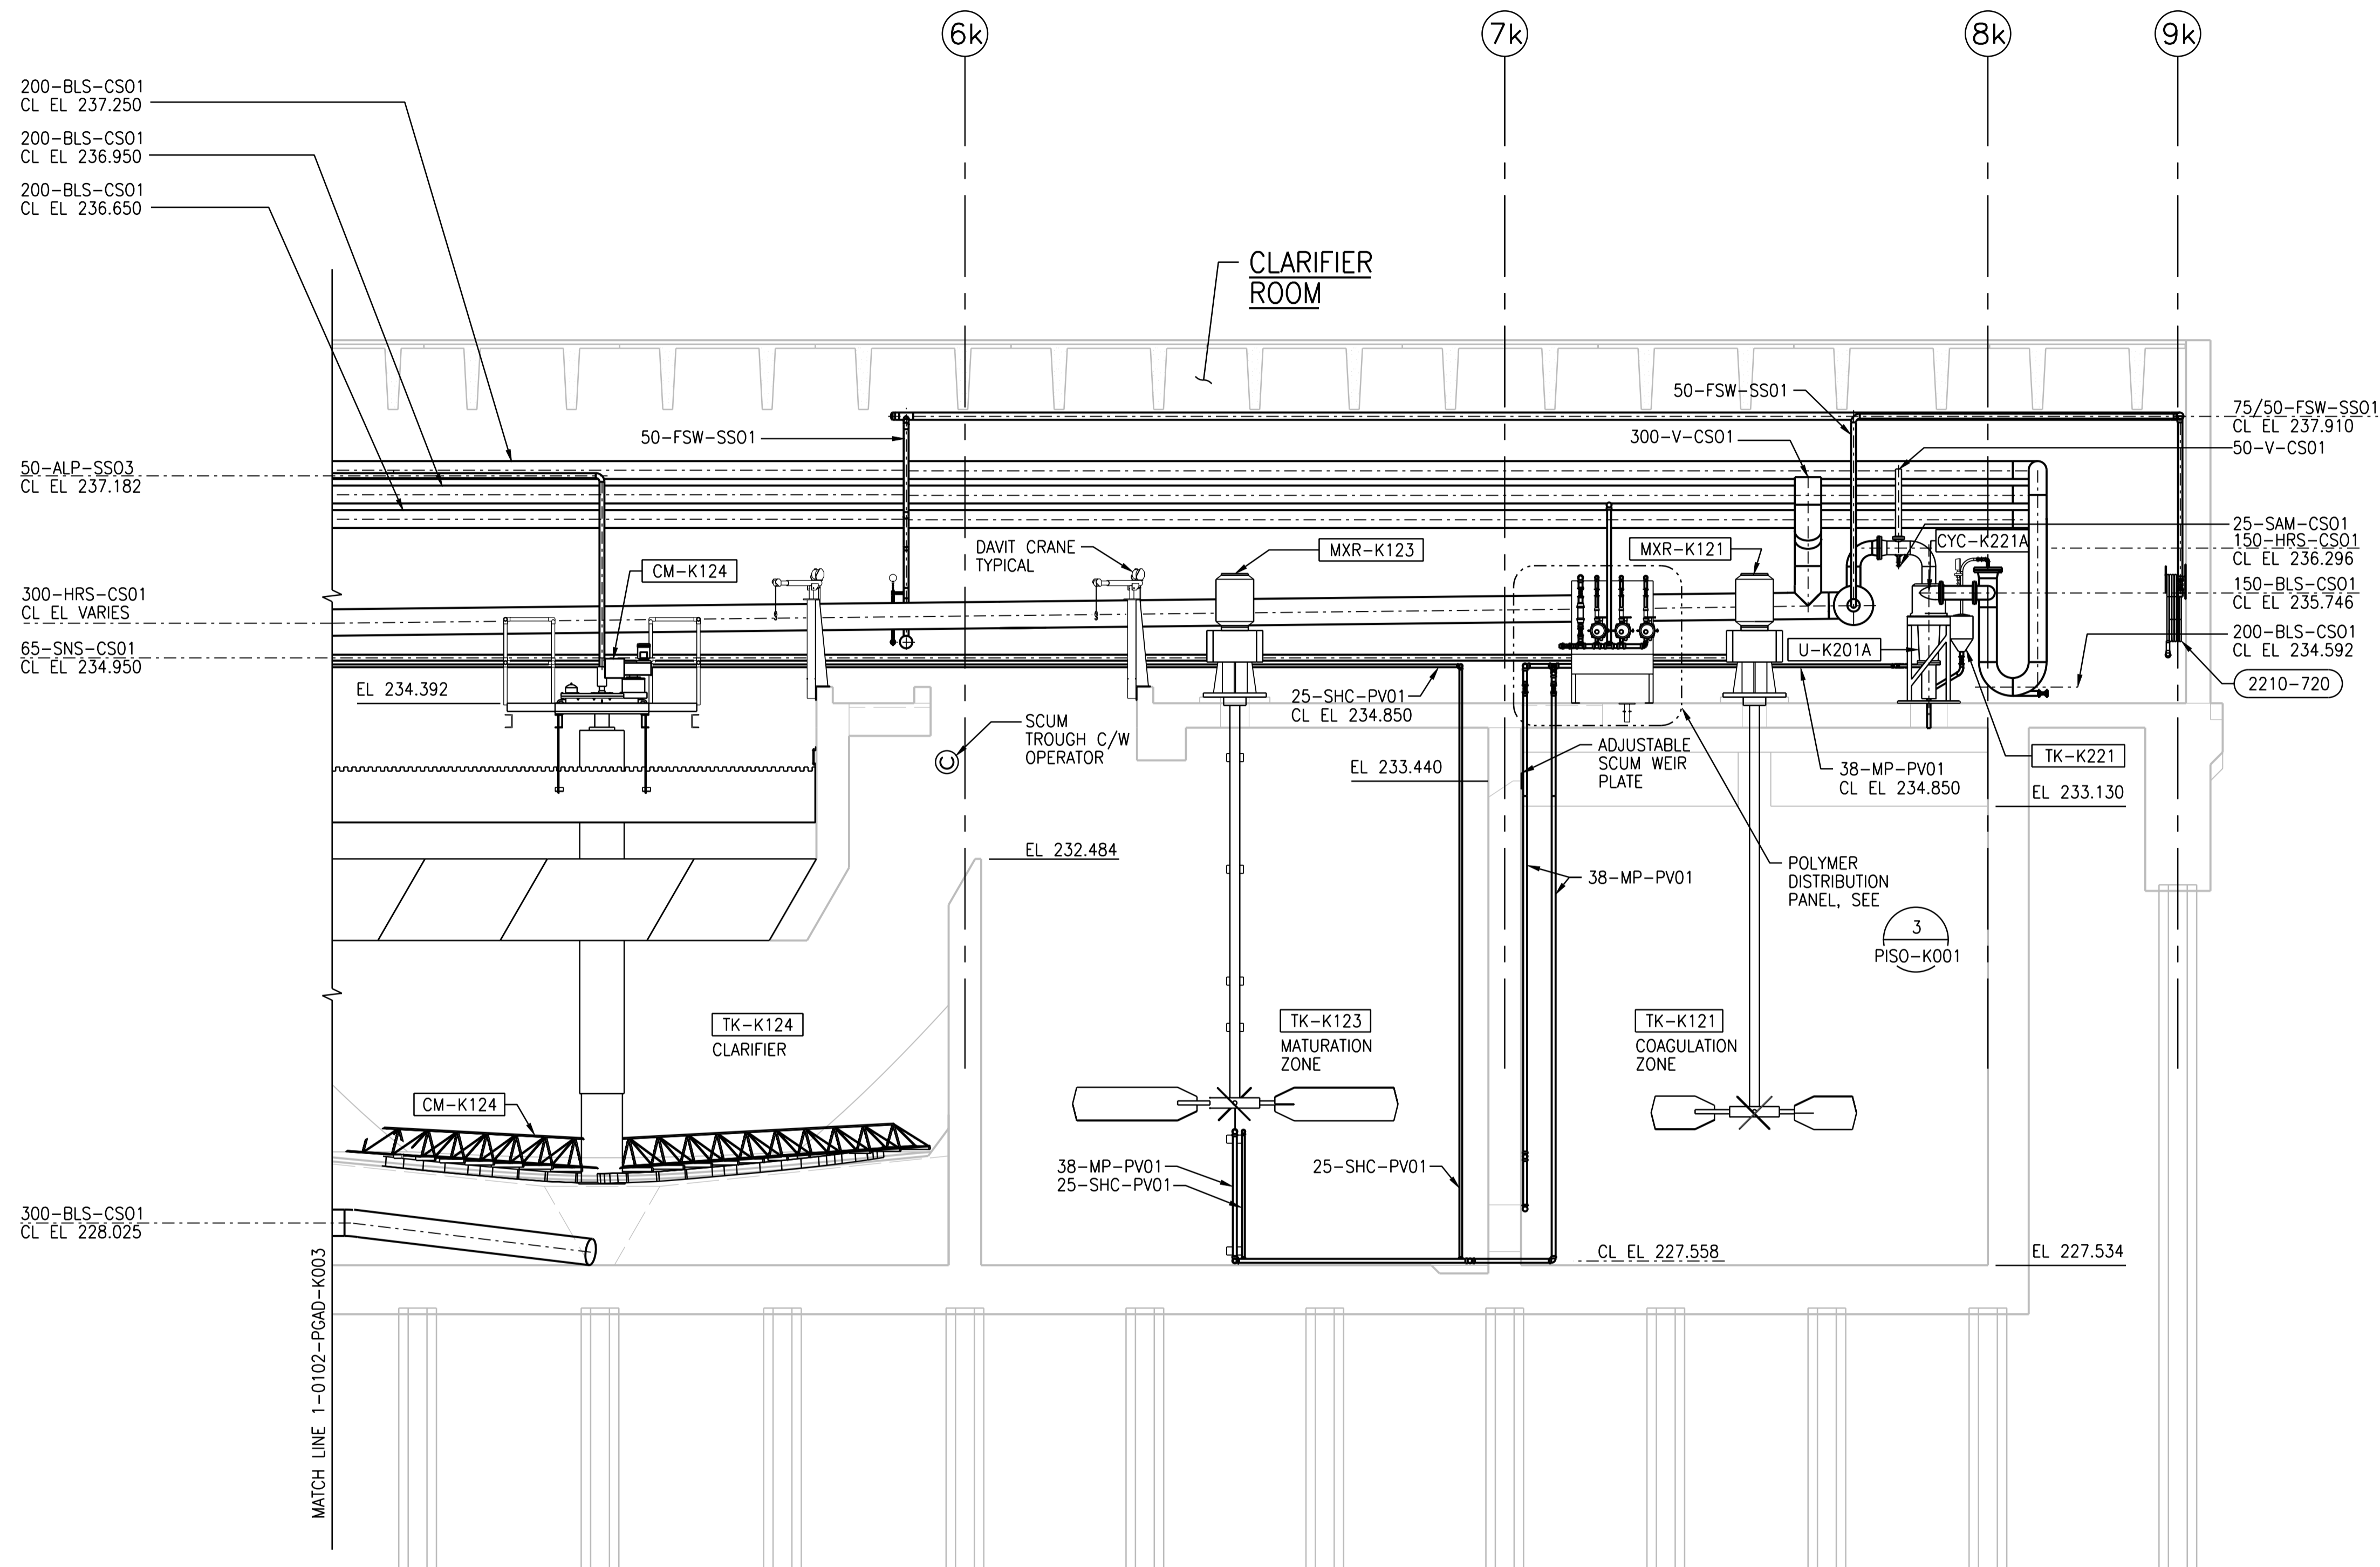 6k
7k
8k
9k
200-BLS-CS01
CL EL 237.250
200-BLS-CS01
CL EL 236.950
200-BLS-CS01
CL EL 236.650
CLARIFIER
ROOM
50-FSW-SS01
75/50-FSW-SS01
CL EL 237.910
50-FSW-SS01
300-V-CS01
50-V-CS01
50-ALP-SS03
CL EL 237.182
25-SAM-CS01
150-HRS-CS01
CL EL 236.296
CYC-K221A
DAVIT CRANE
TYPICAL
MXR-K123
MXR-K121
CM-K124
150-BLS-CS01
CL EL 235.746
300-HRS-CS01
CL EL VARIES
200-BLS-CS01
CL EL 234.592
U-K201A
65-SNS-CS01
CL EL 234.950
2210-720
EL 234.392
25-SHC-PV01
CL EL 234.850
SCUM
TROUGH C/W
OPERATOR
C
ADJUSTABLE
SCUM WEIR
PLATE
TK-K221
EL 233.440
38-MP-PV01
CL EL 234.850
EL 233.130
EL 232.484
38-MP-PV01
POLYMER
DISTRIBUTION
PANEL, SEE
3
PISO-K001
TK-K124
CLARIFIER
TK-K123
MATURATION
ZONE
TK-K121
COAGULATION
ZONE
CM-K124
38-MP-PV01
25-SHC-PV01
25-SHC-PV01
300-BLS-CS01
CL EL 228.025
CL EL 227.558
EL 227.534
MATCH LINE 1-0102-PGAD-K003